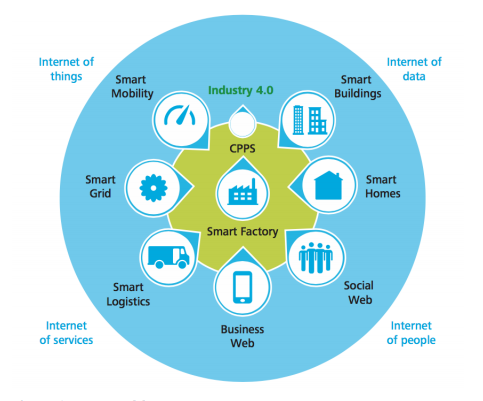 Internet of
things
Internet of
data
Smart
Mobility
Industry 4.0
Smart
Buildings
CPPS
Smart
Grid
Smart
Homes
Smart Factory
Smart
Logistics
Social
Web
Business
Web
Internet
of services
Internet
of people